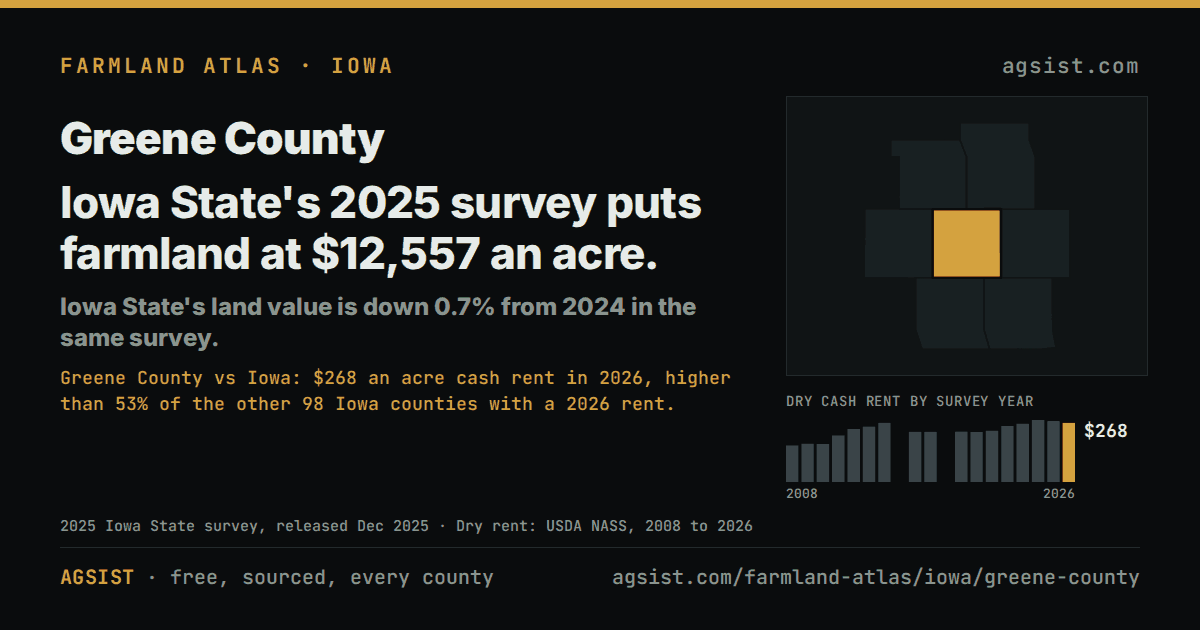 FARMLAND ATLAS · IOWA
agsist.com
Greene County
Iowa State's 2025 survey puts
farmland at $12,557 an acre.
Iowa State's land value is down 0.7% from 2024 in the
same survey.
Greene County vs Iowa: $268 an acre cash rent in 2026, higher
than 53% of the other 98 Iowa counties with a 2026 rent.
DRY CASH RENT BY SURVEY YEAR
$268
2008
2026
2025 Iowa State survey, released Dec 2025 · Dry rent: USDA NASS, 2008 to 2026
AGSIST · free, sourced, every county
agsist.com/farmland-atlas/iowa/greene-county